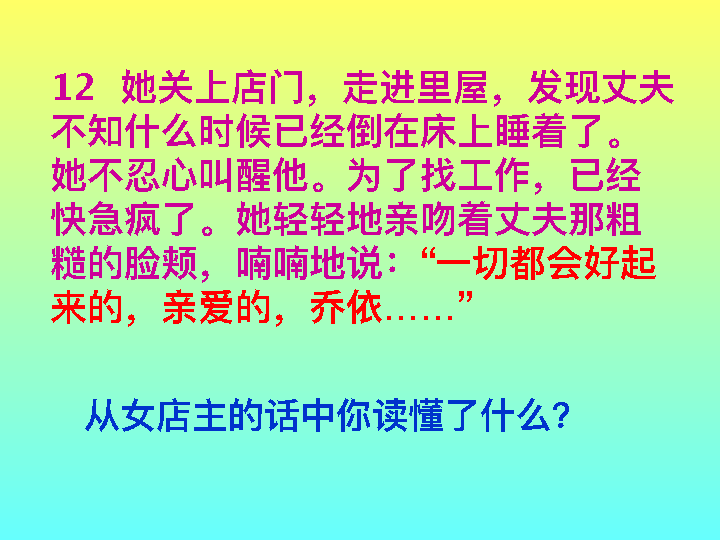 12  她关上店门，走进里屋，发现丈夫
不知什么时候已经倒在床上睡着了。
她不忍心叫醒他。为了找工作，已经
快急疯了。她轻轻地亲吻着丈夫那粗
糙的脸颊，喃喃地说：“一切都会好起
来的，亲爱的，乔依……”
从女店主的话中你读懂了什么？